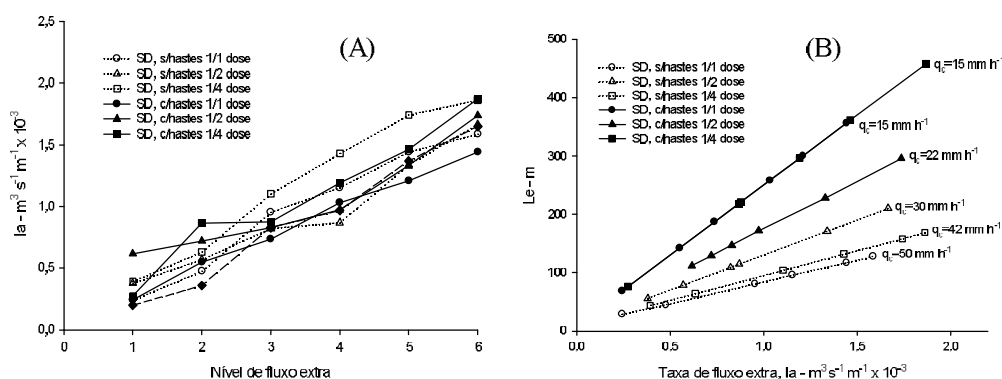 (A)
2,5
2,0
1,5
1,0
0,5
0,0
Ia – m³ s⁻¹ m⁻¹ x 10⁻³
SD, s/hastes 1/1 dose
SD, s/hastes 1/2 dose
SD, s/hastes 1/4 dose
SD, c/hastes 1/1 dose
SD, c/hastes 1/2 dose
SD, c/hastes 1/4 dose
0 1 2 3 4 5 6
Nível de fluxo extra
(B)
500
400
300
200
100
0
Le – m
SD, s/hastes 1/1 dose
SD, s/hastes 1/2 dose
SD, s/hastes 1/4 dose
SD, c/hastes 1/1 dose
SD, c/hastes 1/2 dose
SD, c/hastes 1/4 dose
qc=15 mm h⁻¹
qc=15 mm h⁻¹
qc=22 mm h⁻¹
qc=30 mm h⁻¹
qc=42 mm h⁻¹
qc=50 mm h⁻¹
0.0 0,5 1,0 1,5 2,0
Taxa de fluxo extra, Ia – m³ s⁻¹ m⁻¹ x 10⁻³